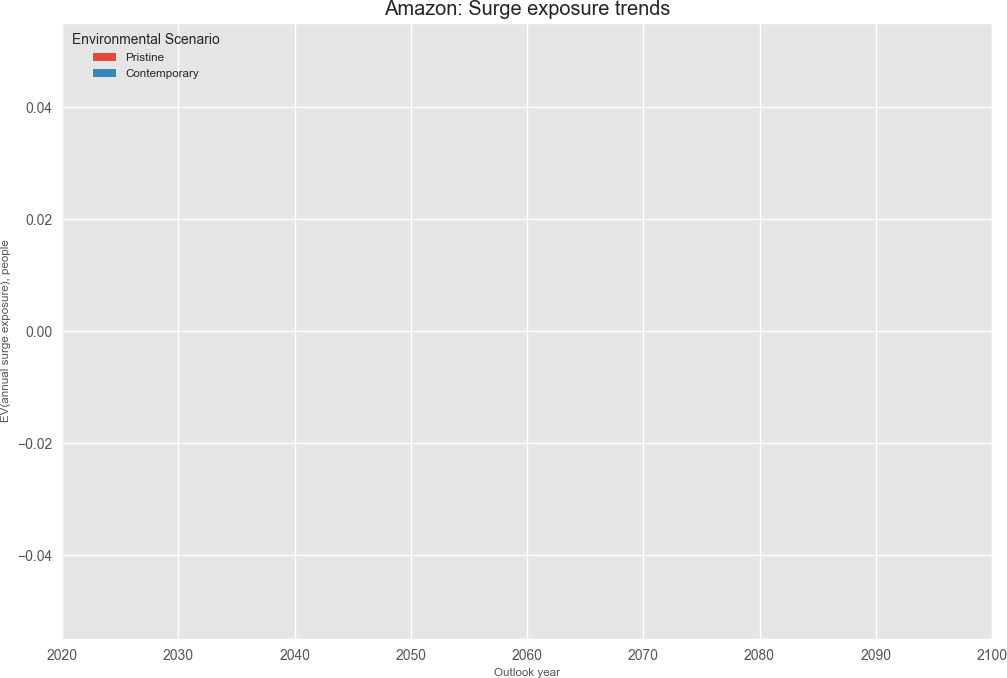 Amazon: Surge exposure trends
Environmental Scenario
Pristine
Contemporary
0.04
0.02
0.00
−0.02
−0.04
EV(annual surge exposure), people
2020 2030 2040 2050 2060 2070 2080 2090 2100
Outlook year